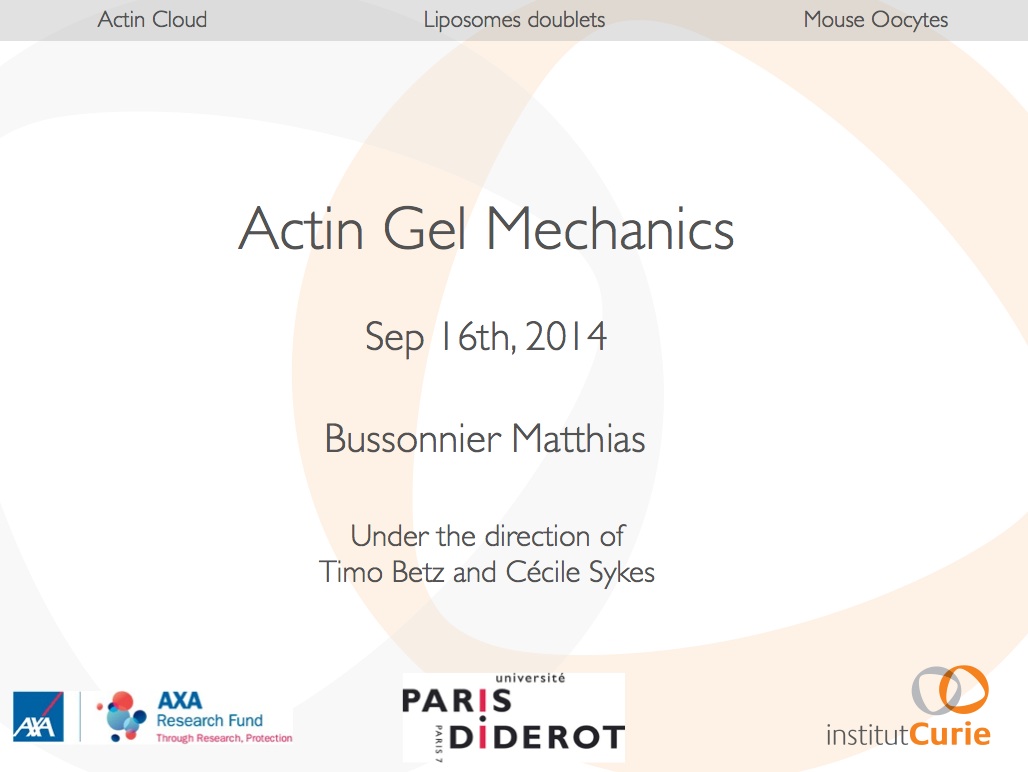 Actin Cloud Liposomes doublets Mouse Oocytes
Actin Gel Mechanics
Sep 16th, 2014
Bussonnier Matthias
Under the direction of
Timo Betz and Cécile Sykes
AXA
AXA
Research Fund
Through Research, Protection
université
PARIS
PARIS 7
DiDEROT
institutCurie